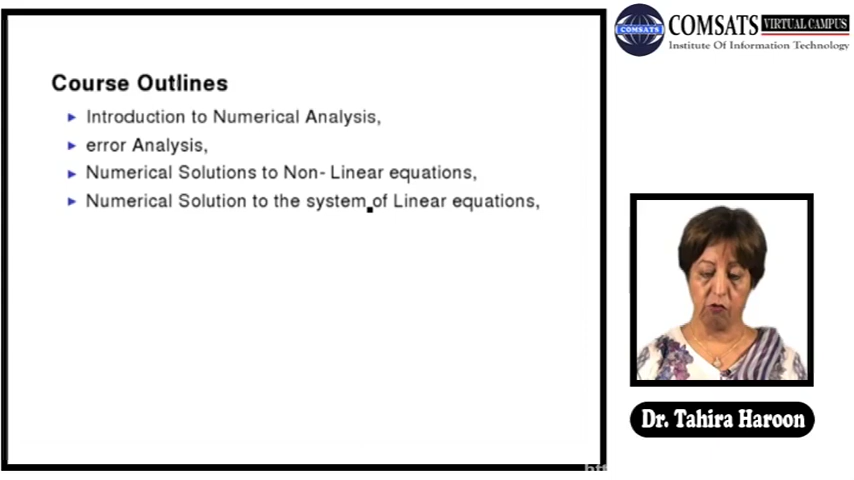 COMSATS VIRTUAL CAMPUS
COMSATS
Institute Of Information Technology
Course Outlines
Introduction to Numerical Analysis,
error Analysis,
Numerical Solutions to Non- Linear equations,
Numerical Solution to the system of Linear equations,
Dr. Tahira Haroon